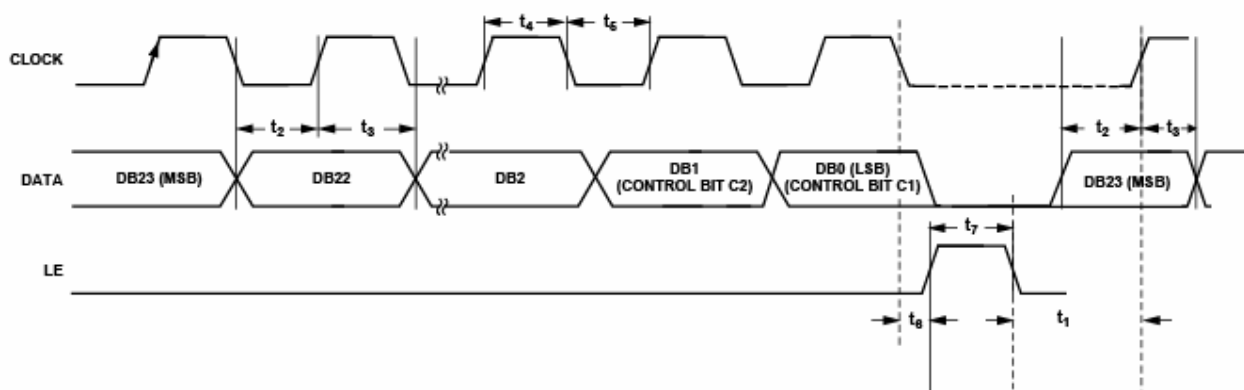 t4 t5
CLOCK
t2 t3 t2 t3
DATA DB23 (MSB) DB22 DB2 DB1 (CONTROL BIT C2) DB0 (LSB) (CONTROL BIT C1) DB23 (MSB)
t7
LE
t6 t1